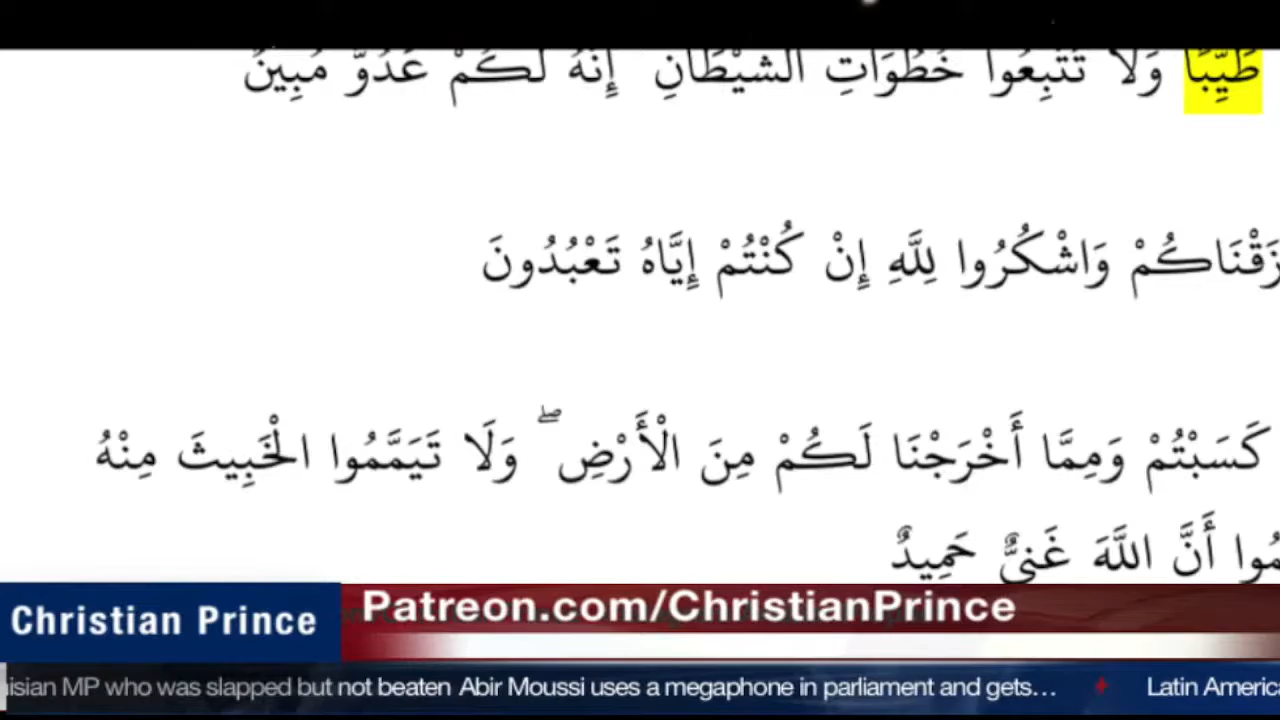 طَيِّبًا وَلَا تَتَّبِعُوا خُطُوَاتِ الشَّيْطَانِ إِنَّهُ لَكُمْ عَدُوٌّ مُبِينٌ
زَقْنَاكُمْ وَاشْكُرُوا لِلَّهِ إِنْ كُنْتُمْ إِيَّاهُ تَعْبُدُونَ
كَسَبْتُمْ وَمِمَّا أَخْرَجْنَا لَكُمْ مِنَ الْأَرْضِ ۖ وَلَا تَيَمَّمُوا الْخَبِيثَ مِنْهُ
مُوا أَنَّ اللَّهَ غَنِيٌّ حَمِيدٌ
Christian Prince
Patreon.com/ChristianPrince
isian MP who was slapped but not beaten Abir Moussi uses a megaphone in parliament and gets… Latin America